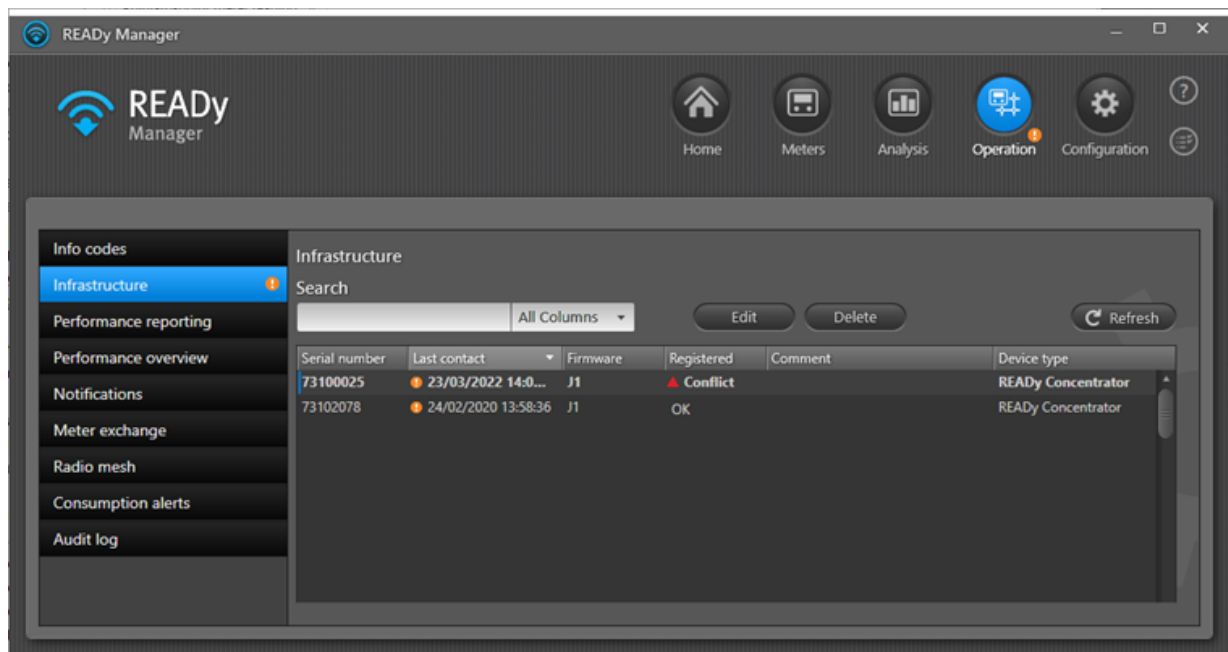 READy Manager
READy
Manager
Home
Meters
Analysis
Operation
Configuration
Info codes
Infrastructure
Performance reporting
Performance overview
Notifications
Meter exchange
Radio mesh
Consumption alerts
Audit log
Infrastructure
Search
All Columns
Edit
Delete
Refresh
Serial number Last contact Firmware Registered Comment Device type
73100025 23/03/2022 14:0... J1 Conflict READy Concentrator
73102078 24/02/2020 13:58:36 J1 OK READy Concentrator